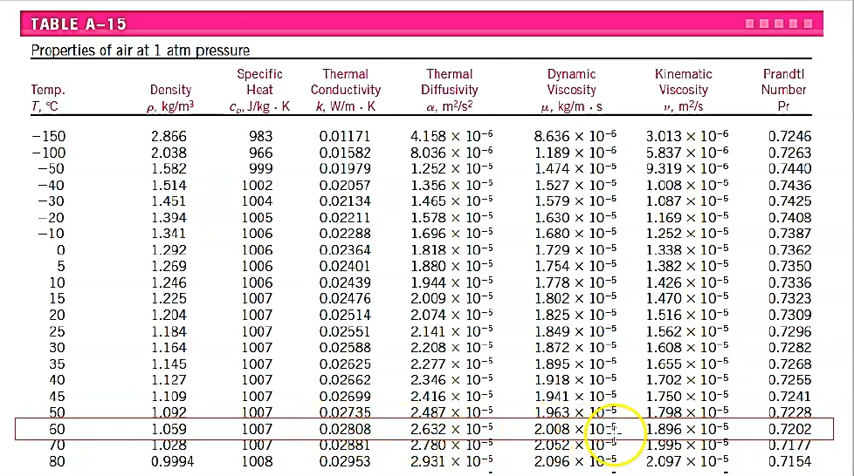 TABLE A–15
Properties of air at 1 atm pressure
Specific Thermal Thermal Dynamic Kinematic Prandtl
Temp. Density Heat Conductivity Diffusivity Viscosity Viscosity Number
T, °C ρ, kg/m³ cp, J/kg · K k, W/m · K α, m²/s² μ, kg/m · s ν, m²/s Pr
−150 2.866 983 0.01171 4.158 × 10−6 8.636 × 10−6 3.013 × 10−6 0.7246
−100 2.038 966 0.01582 8.036 × 10−6 1.189 × 10−6 5.837 × 10−6 0.7263
−50 1.582 999 0.01979 1.252 × 10−5 1.474 × 10−5 9.319 × 10−6 0.7440
−40 1.514 1002 0.02057 1.356 × 10−5 1.527 × 10−5 1.008 × 10−5 0.7436
−30 1.451 1004 0.02134 1.465 × 10−5 1.579 × 10−5 1.087 × 10−5 0.7425
−20 1.394 1005 0.02211 1.578 × 10−5 1.630 × 10−5 1.169 × 10−5 0.7408
−10 1.341 1006 0.02288 1.696 × 10−5 1.680 × 10−5 1.252 × 10−5 0.7387
0 1.292 1006 0.02364 1.818 × 10−5 1.729 × 10−5 1.338 × 10−5 0.7362
5 1.269 1006 0.02401 1.880 × 10−5 1.754 × 10−5 1.382 × 10−5 0.7350
10 1.246 1006 0.02439 1.944 × 10−5 1.778 × 10−5 1.426 × 10−5 0.7336
15 1.225 1007 0.02476 2.009 × 10−5 1.802 × 10−5 1.470 × 10−5 0.7323
20 1.204 1007 0.02514 2.074 × 10−5 1.825 × 10−5 1.516 × 10−5 0.7309
25 1.184 1007 0.02551 2.141 × 10−5 1.849 × 10−5 1.562 × 10−5 0.7296
30 1.164 1007 0.02588 2.208 × 10−5 1.872 × 10−5 1.608 × 10−5 0.7282
35 1.145 1007 0.02625 2.277 × 10−5 1.895 × 10−5 1.655 × 10−5 0.7268
40 1.127 1007 0.02662 2.346 × 10−5 1.918 × 10−5 1.702 × 10−5 0.7255
45 1.109 1007 0.02699 2.416 × 10−5 1.941 × 10−5 1.750 × 10−5 0.7241
50 1.092 1007 0.02735 2.487 × 10−5 1.963 × 10−5 1.798 × 10−5 0.7228
60 1.059 1007 0.02808 2.632 × 10−5 2.008 × 10−5 1.896 × 10−5 0.7202
70 1.028 1007 0.02881 2.780 × 10−5 2.052 × 10−5 1.995 × 10−5 0.7177
80 0.9994 1008 0.02953 2.931 × 10−5 2.096 × 10−5 2.097 × 10−5 0.7154